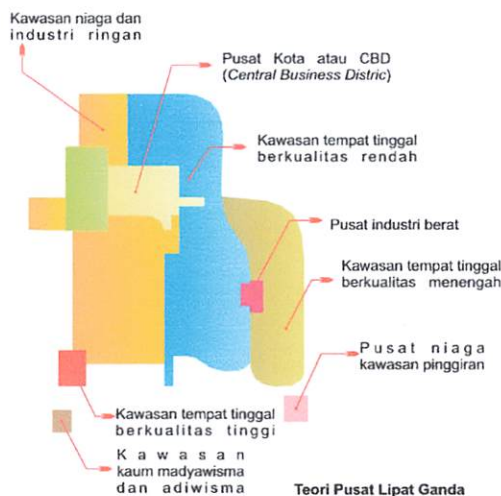 Kawasan niaga dan
industri ringan
Pusat Kota atau CBD
(Central Business Distric)
Kawasan tempat tinggal
berkualitas rendah
Pusat industri berat
Kawasan tempat tinggal
berkualitas menengah
Pusat niaga
kawasan pinggiran
Kawasan tempat tinggal
berkualitas tinggi
Kawasan
kaum madyawisma
dan adiwisma
Teori Pusat Lipat Ganda